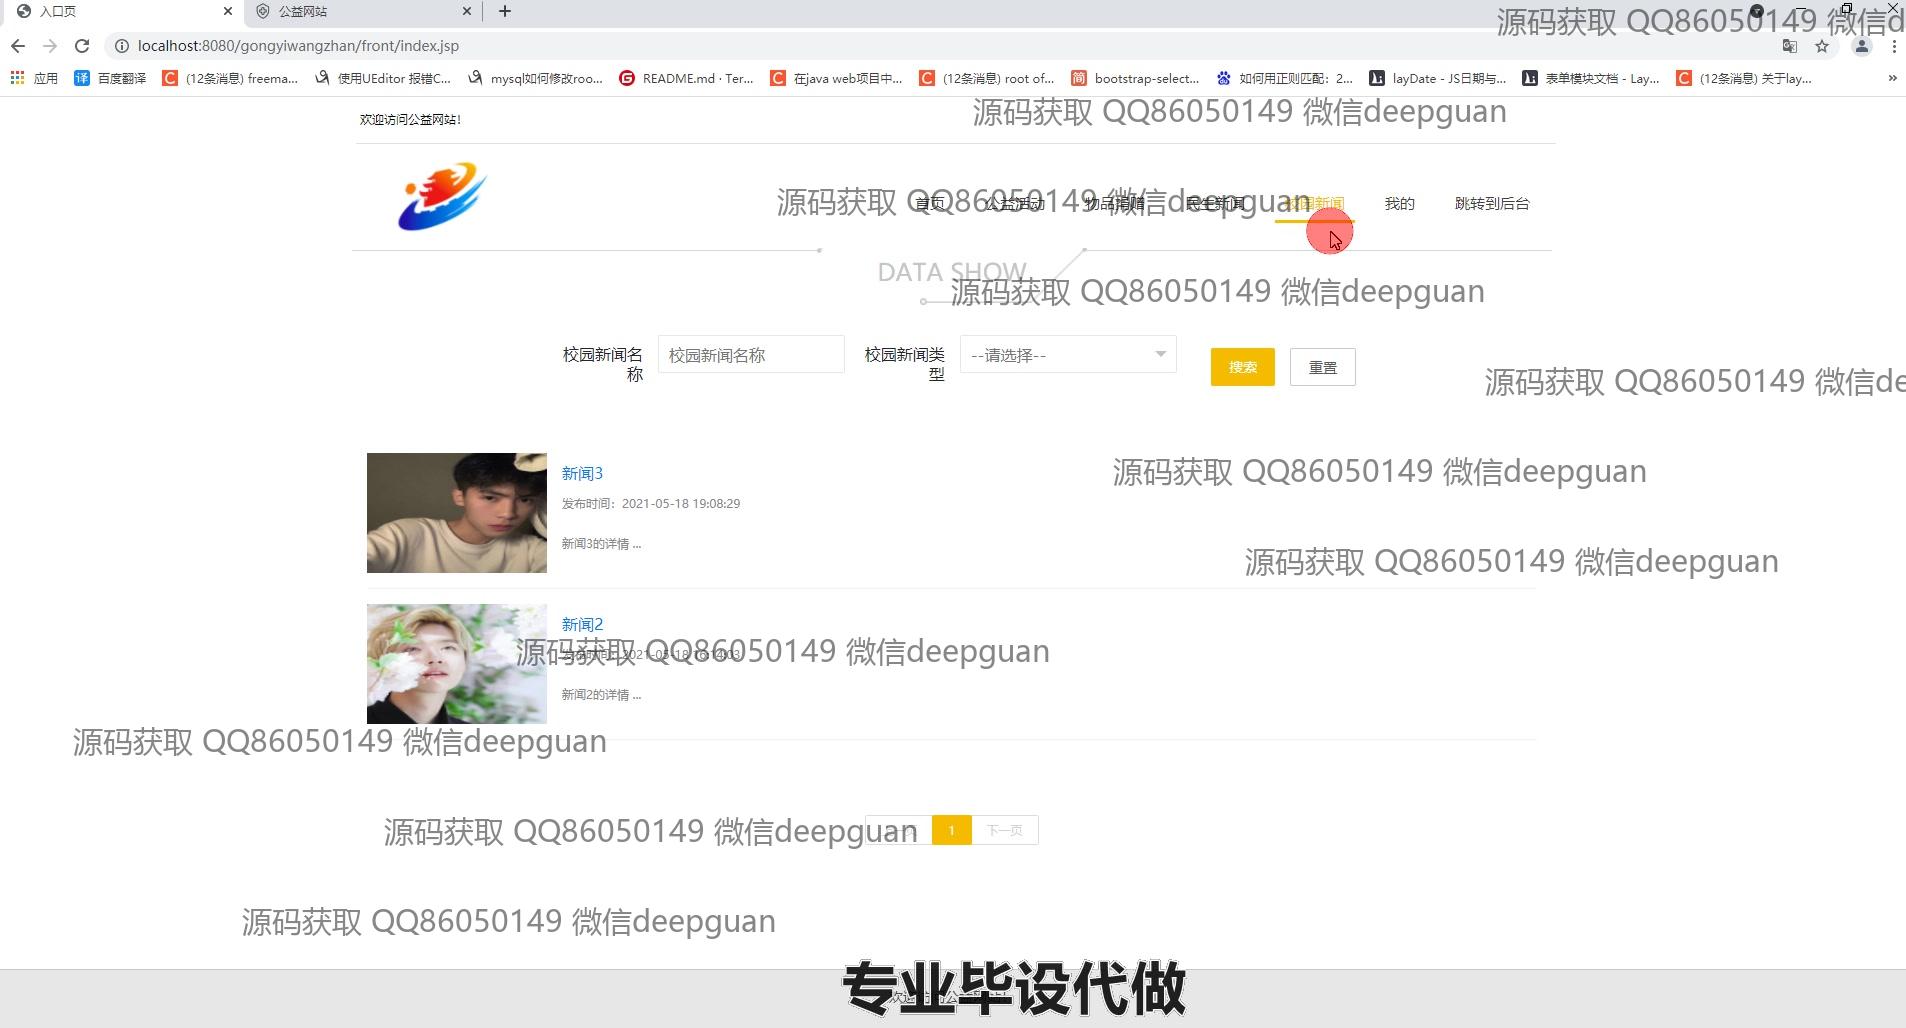 入口页
公益网站
源码获取 QQ86050149 微信d
localhost:8080/gongyiwangzhan/front/index.jsp
应用
百度翻译
(12条消息) freema...
使用UEditor 报错C...
mysql如何修改roo...
README.md · Ter...
在java web项目中...
(12条消息) root of...
bootstrap-select...
如何用正则匹配：2...
layDate - JS日期与...
表单模块文档 - Lay...
(12条消息) 关于lay...
»
欢迎访问公益网站!
源码获取 QQ86050149 微信deepguan
首页
公益活动
物品捐赠
民生新闻
校园新闻
我的
跳转到后台
源码获取 QQ86050149 微信deepguan
DATA SHOW
源码获取 QQ86050149 微信deepguan
校园新闻名称
校园新闻名称
校园新闻类型
--请选择--
搜索
重置
源码获取 QQ86050149 微信de
新闻3
源码获取 QQ86050149 微信deepguan
发布时间：2021-05-18 19:08:29
新闻3的详情 ...
源码获取 QQ86050149 微信deepguan
新闻2
源码获取 QQ86050149 微信deepguan
新闻2的详情 ...
源码获取 QQ86050149 微信deepguan
源码获取 QQ86050149 微信deepguan
1
下一页
源码获取 QQ86050149 微信deepguan
专业毕设代做